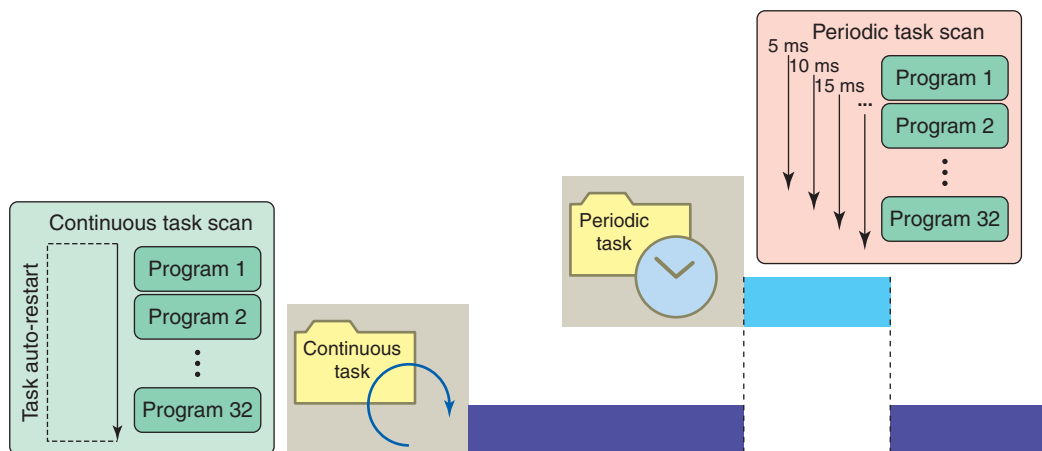 Periodic task scan
5 ms
10 ms
15 ms
...
Program 1
Program 2
Program 32
Periodic
task
Continuous task scan
Task auto-restart
Program 1
Program 2
Program 32
Continuous
task